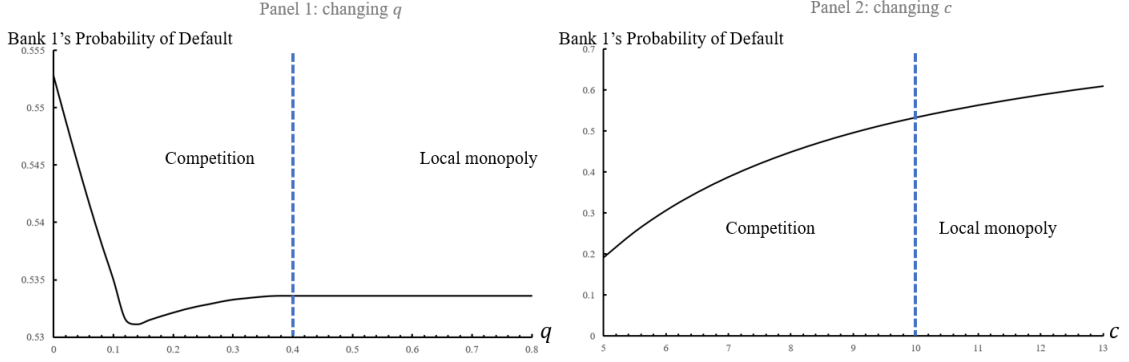 Panel 1: changing q
Bank 1's Probability of Default
0.555
0.55
0.545
0.54
0.535
0.53
Competition
Local monopoly
0 0.1 0.2 0.3 0.4 0.5 0.6 0.7 0.8
q
Panel 2: changing c
Bank 1's Probability of Default
0.7
0.6
0.5
0.4
0.3
0.2
0.1
0
Competition
Local monopoly
5 6 7 8 9 10 11 12 13
c